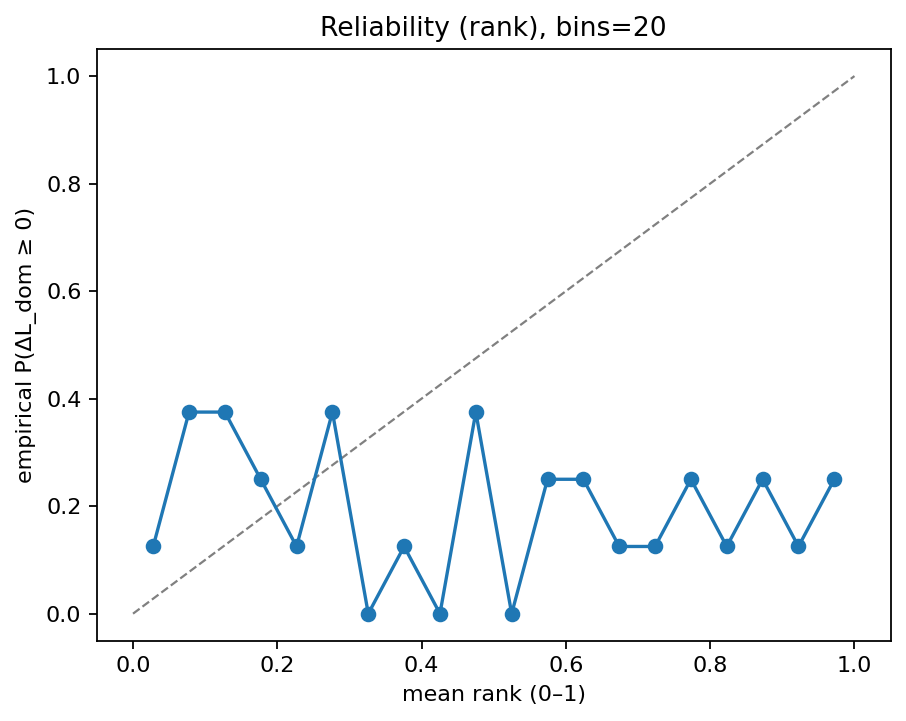 Reliability (rank), bins=20
empirical P(ΔL_dom ≥ 0)
1.0
0.8
0.6
0.4
0.2
0.0
0.0 0.2 0.4 0.6 0.8 1.0
mean rank (0–1)